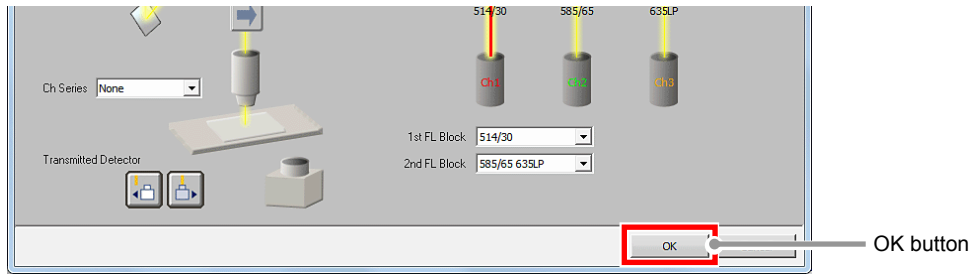 514/30 585/65 635LP
Ch1 Ch2 Ch3
Ch Series None
1st FL Block 514/30
Transmitted Detector
2nd FL Block 585/65 635LP
OK
OK button